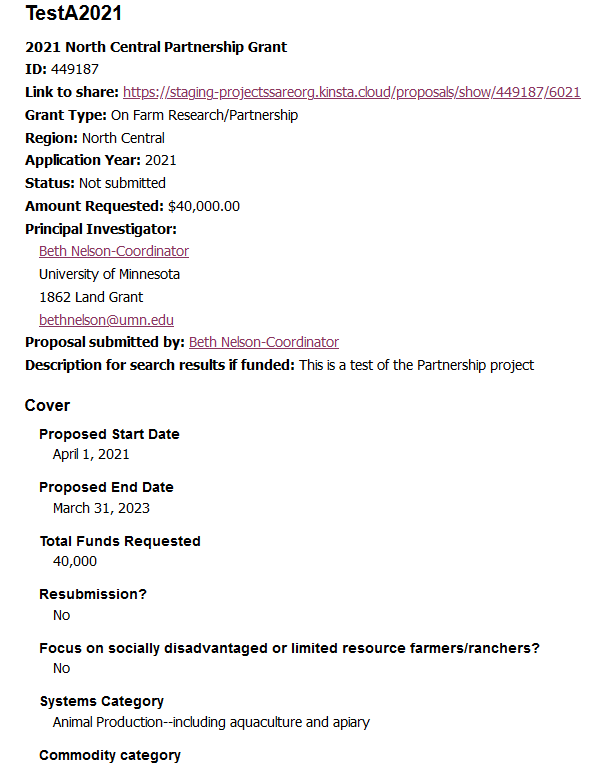 TestA2021
2021 North Central Partnership Grant
ID: 449187
Link to share: https://staging-projectssareorg.kinsta.cloud/proposals/show/449187/6021
Grant Type: On Farm Research/Partnership
Region: North Central
Application Year: 2021
Status: Not submitted
Amount Requested: $40,000.00
Principal Investigator:
Beth Nelson-Coordinator
University of Minnesota
1862 Land Grant
bethnelson@umn.edu
Proposal submitted by: Beth Nelson-Coordinator
Description for search results if funded: This is a test of the Partnership project
Cover
Proposed Start Date
April 1, 2021
Proposed End Date
March 31, 2023
Total Funds Requested
40,000
Resubmission?
No
Focus on socially disadvantaged or limited resource farmers/ranchers?
No
Systems Category
Animal Production--including aquaculture and apiary
Commodity category